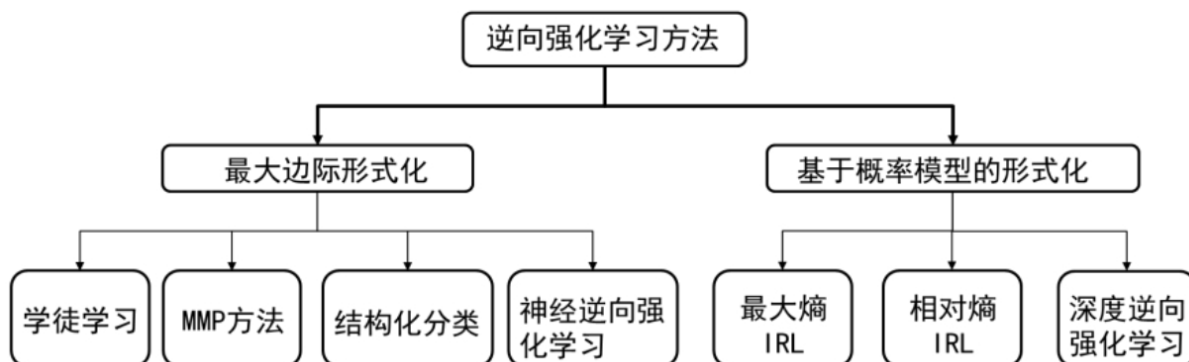 逆向强化学习方法
最大边际形式化
基于概率模型的形式化
学徒学习
MMP方法
结构化分类
神经逆向强
化学习
最大熵
IRL
相对熵
IRL
深度逆向
强化学习